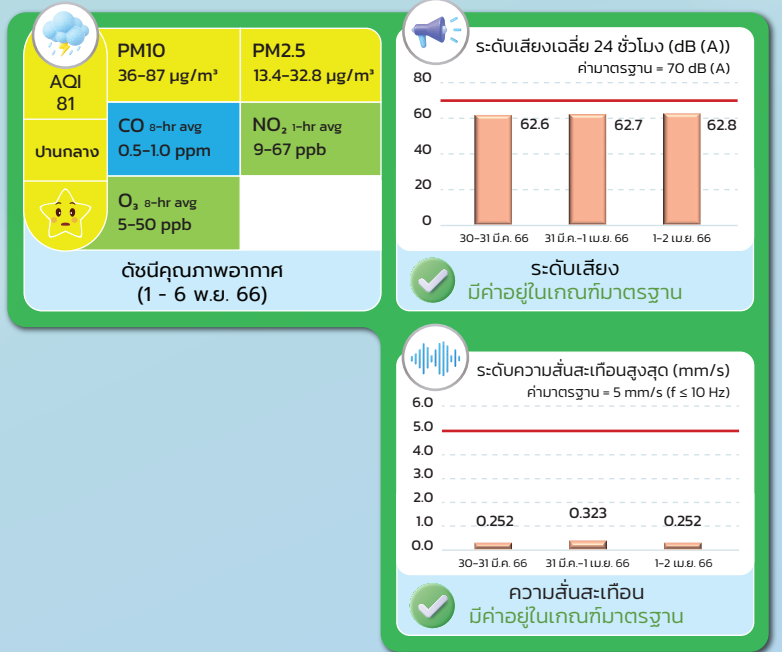 AQI
81
ปานกลาง
PM10
36-87 µg/m³
PM2.5
13.4-32.8 µg/m³
CO 8-hr avg
0.5-1.0 ppm
NO₂ 1-hr avg
9-67 ppb
O₃ 8-hr avg
5-50 ppb
ดัชนีคุณภาพอากาศ
(1 - 6 พ.ย. 66)
ระดับเสียงเฉลี่ย 24 ชั่วโมง (dB (A))
ค่ามาตรฐาน = 70 dB (A)
80
60
40
20
0
62.6
62.7
62.8
30-31 มี.ค. 66
31 มี.ค.-1 เม.ย. 66
1-2 เม.ย. 66
ระดับเสียง
มีค่าอยู่ในเกณฑ์มาตรฐาน
ระดับความสั่นสะเทือนสูงสุด (mm/s)
ค่ามาตรฐาน = 5 mm/s (f ≤ 10 Hz)
6.0
5.0
4.0
3.0
2.0
1.0
0.0
0.252
0.323
0.252
30-31 มี.ค. 66
31 มี.ค.-1 เม.ย. 66
1-2 เม.ย. 66
ความสั่นสะเทือน
มีค่าอยู่ในเกณฑ์มาตรฐาน